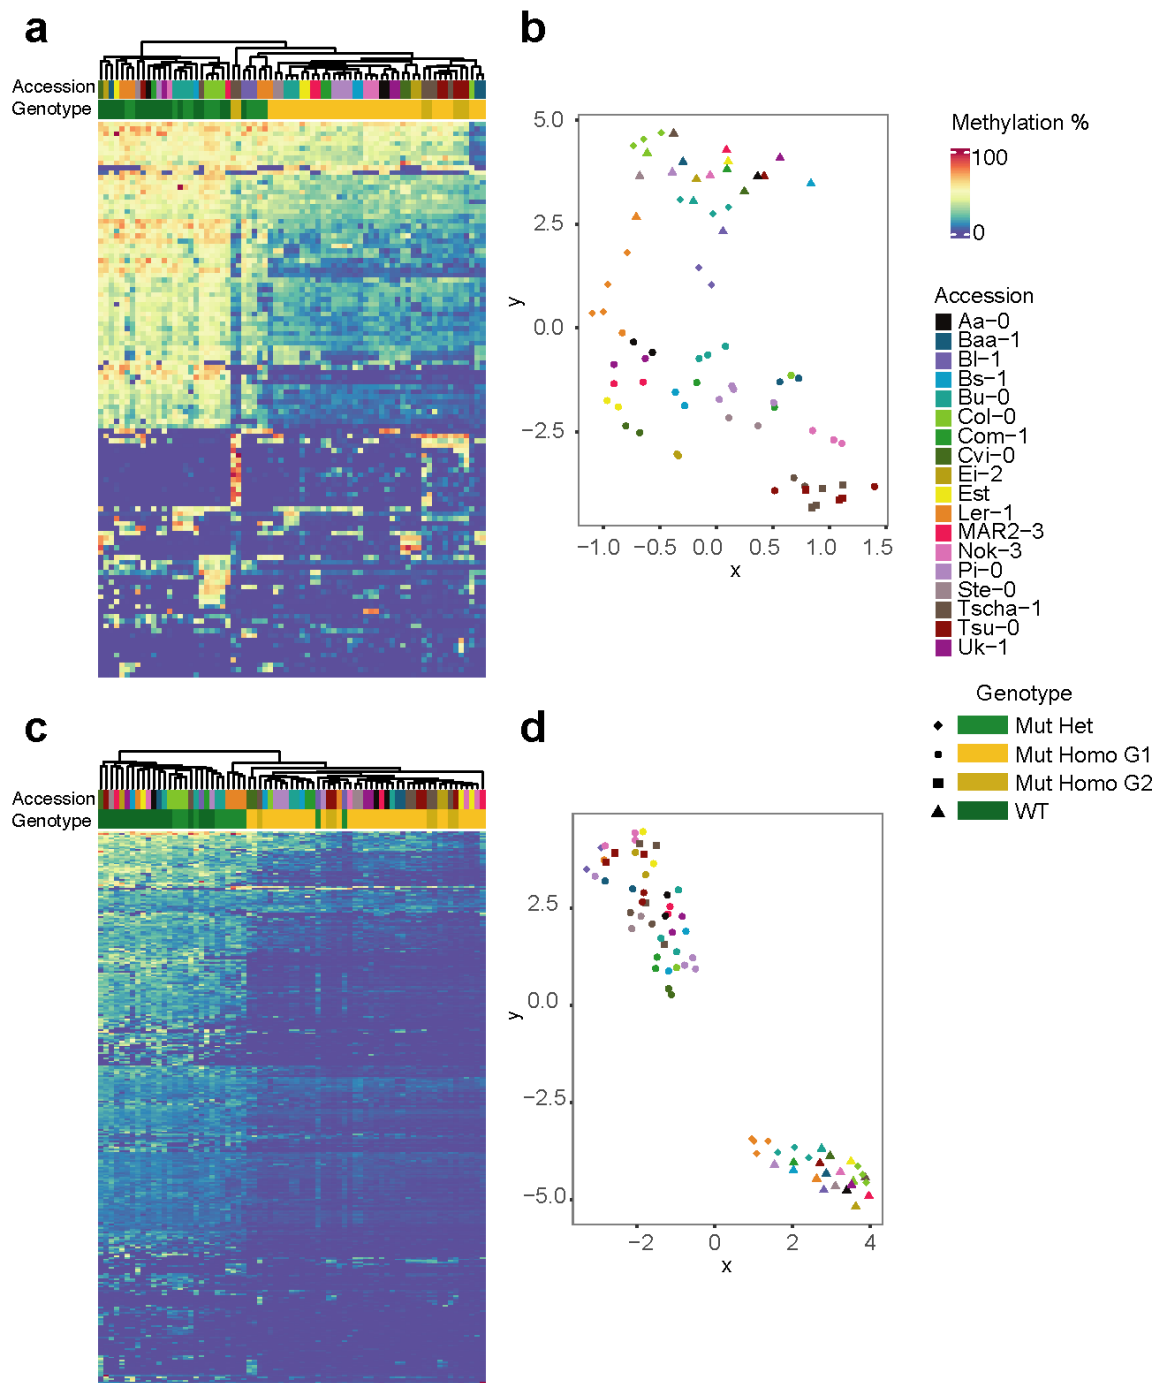 a
Accession
Genotype
b
5.0
2.5
0.0
−2.5
y
−1.0 −0.5 0.0 0.5 1.0 1.5
x
Methylation %
100
0
Accession
Aa−0
Baa−1
Bl−1
Bs−1
Bu−0
Col−0
Com−1
Cvi−0
Ei−2
Est
Ler−1
MAR2−3
Nok−3
Pi−0
Ste−0
Tscha−1
Tsu−0
Uk−1
Genotype
Mut Het
Mut Homo G1
Mut Homo G2
WT
c
Accession
Genotype
d
2.5
0.0
−2.5
−5.0
y
−2 0 2 4
x